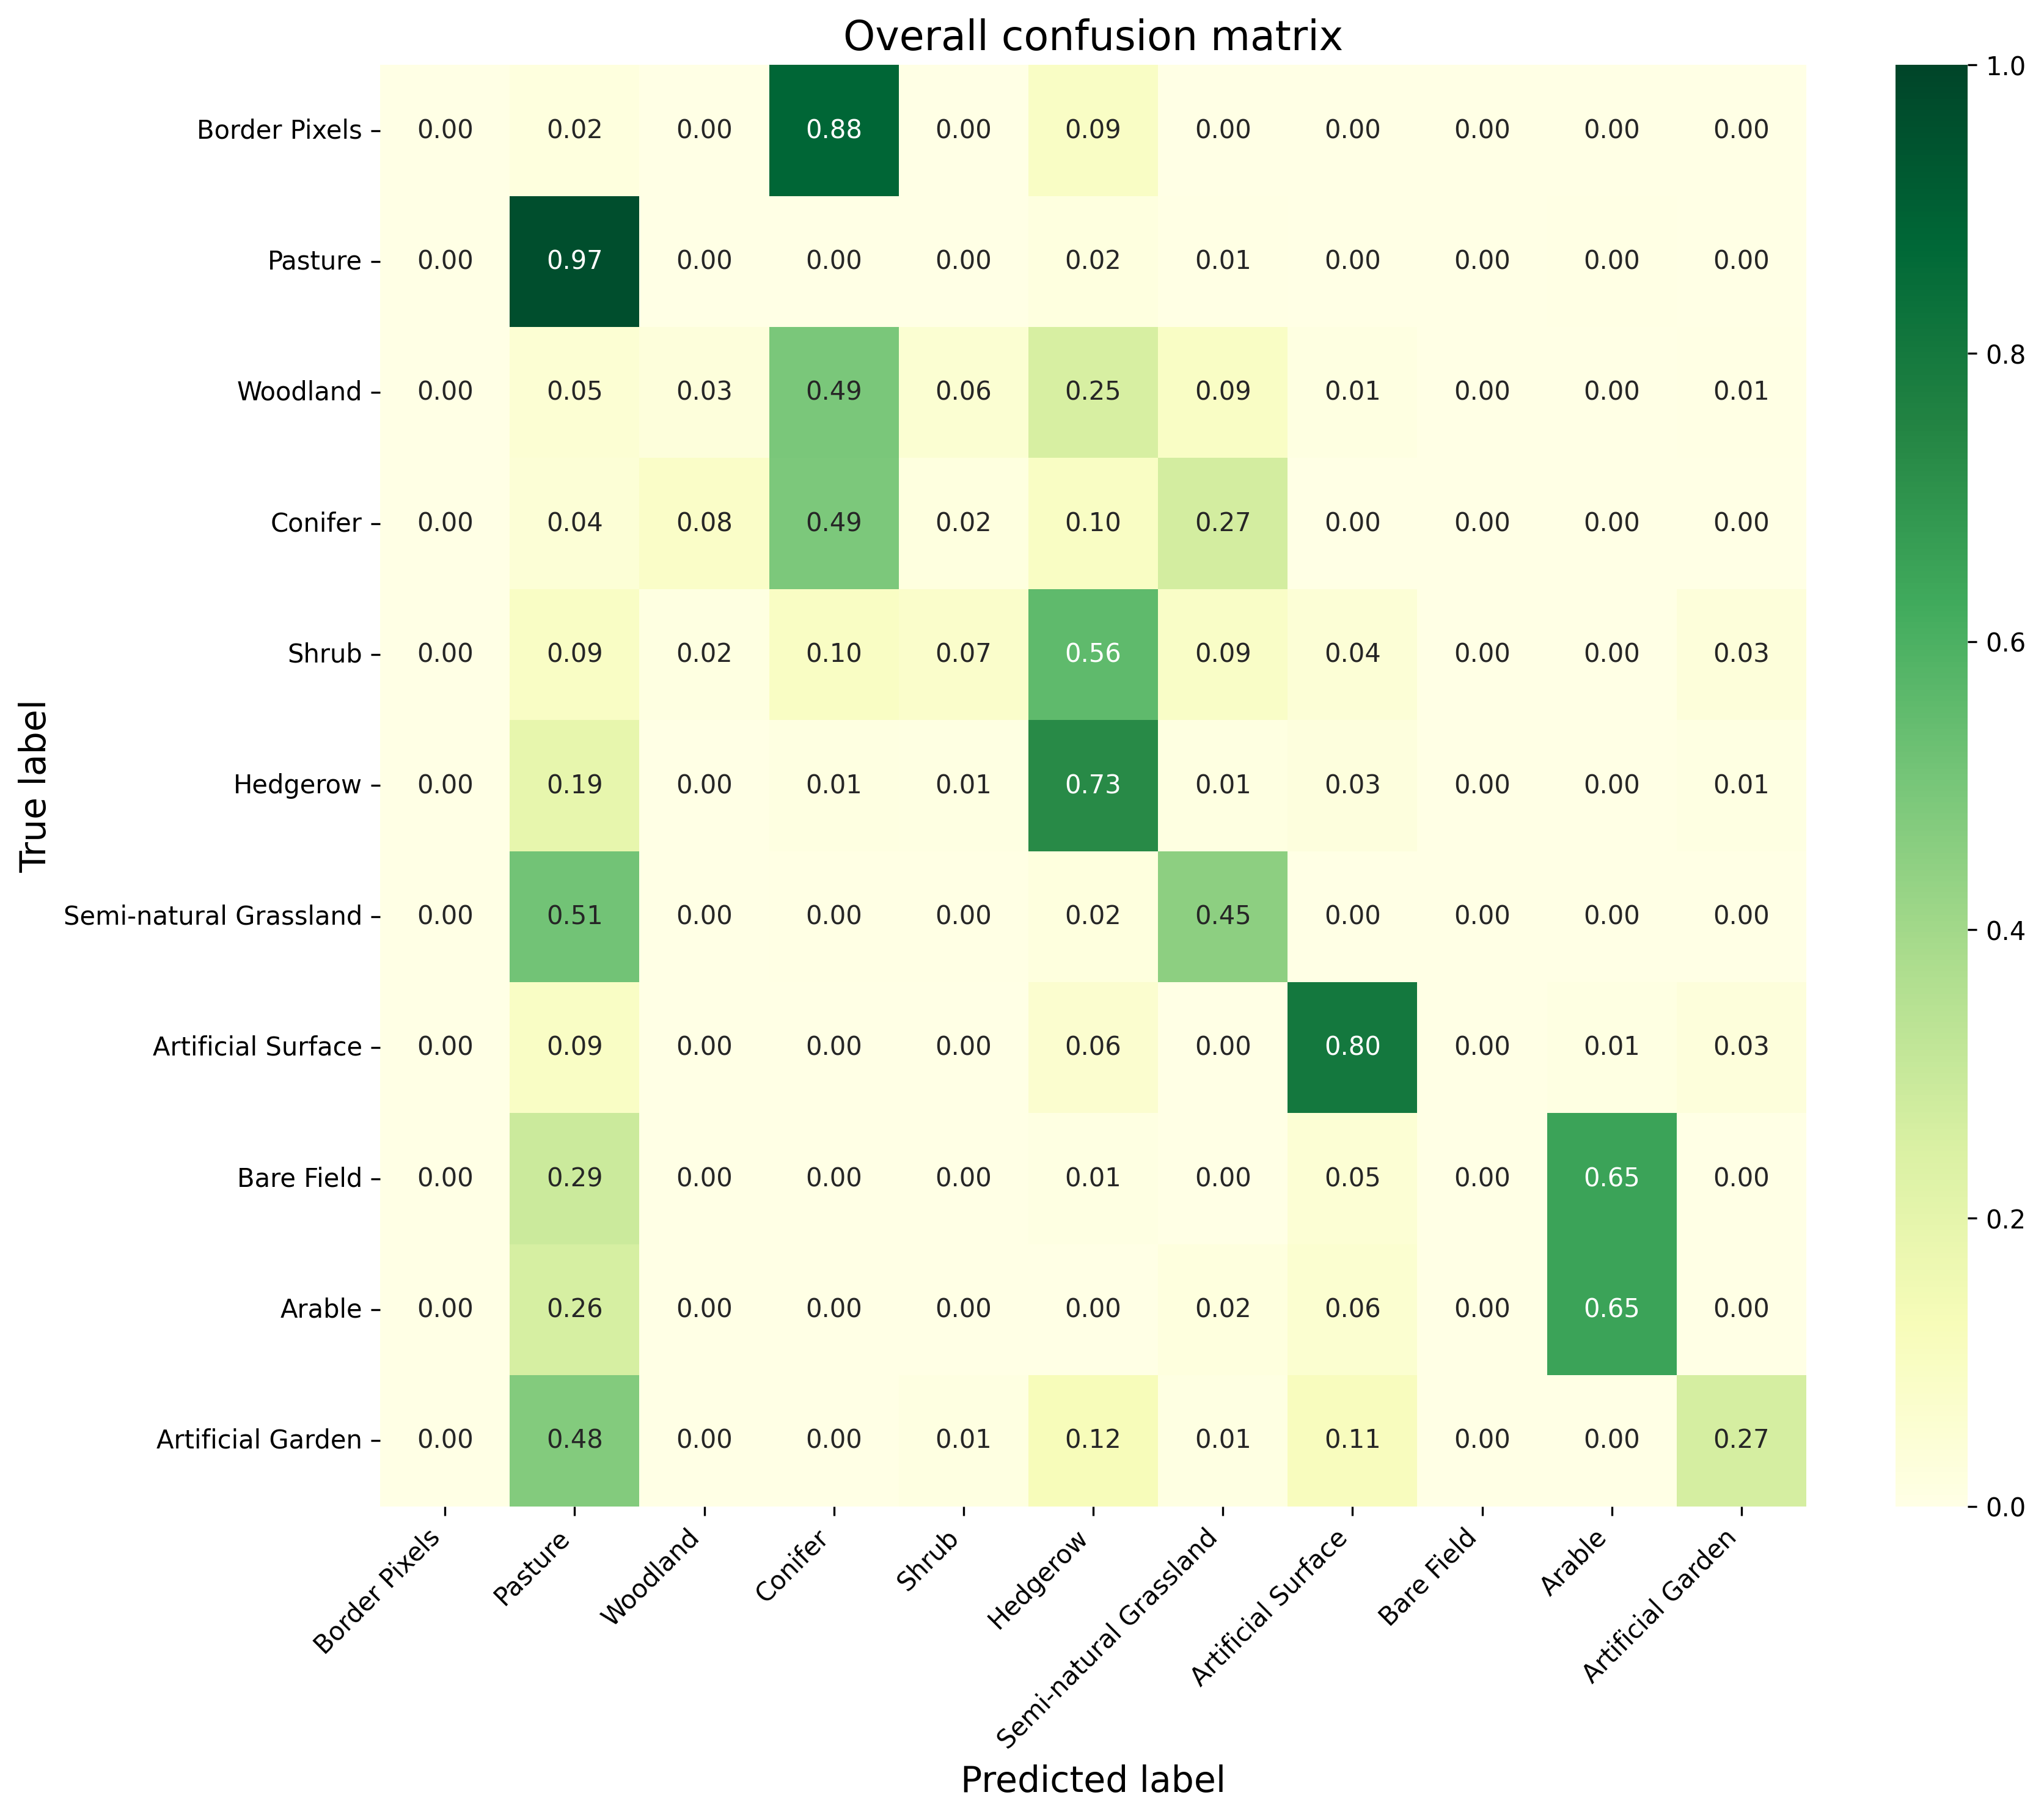 Overall confusion matrix
True label
Border Pixels 0.00 0.02 0.00 0.88 0.00 0.09 0.00 0.00 0.00 0.00 0.00
Pasture 0.00 0.97 0.00 0.00 0.00 0.02 0.01 0.00 0.00 0.00 0.00
Woodland 0.00 0.05 0.03 0.49 0.06 0.25 0.09 0.01 0.00 0.00 0.01
Conifer 0.00 0.04 0.08 0.49 0.02 0.10 0.27 0.00 0.00 0.00 0.00
Shrub 0.00 0.09 0.02 0.10 0.07 0.56 0.09 0.04 0.00 0.00 0.03
Hedgerow 0.00 0.19 0.00 0.01 0.01 0.73 0.01 0.03 0.00 0.00 0.01
Semi-natural Grassland 0.00 0.51 0.00 0.00 0.00 0.02 0.45 0.00 0.00 0.00 0.00
Artificial Surface 0.00 0.09 0.00 0.00 0.00 0.06 0.00 0.80 0.00 0.01 0.03
Bare Field 0.00 0.29 0.00 0.00 0.00 0.01 0.00 0.05 0.00 0.65 0.00
Arable 0.00 0.26 0.00 0.00 0.00 0.00 0.02 0.06 0.00 0.65 0.00
Artificial Garden 0.00 0.48 0.00 0.00 0.01 0.12 0.01 0.11 0.00 0.00 0.27
Border Pixels
Pasture
Woodland
Conifer
Shrub
Hedgerow
Semi-natural Grassland
Artificial Surface
Bare Field
Arable
Artificial Garden
Predicted label
1.0
0.8
0.6
0.4
0.2
0.0